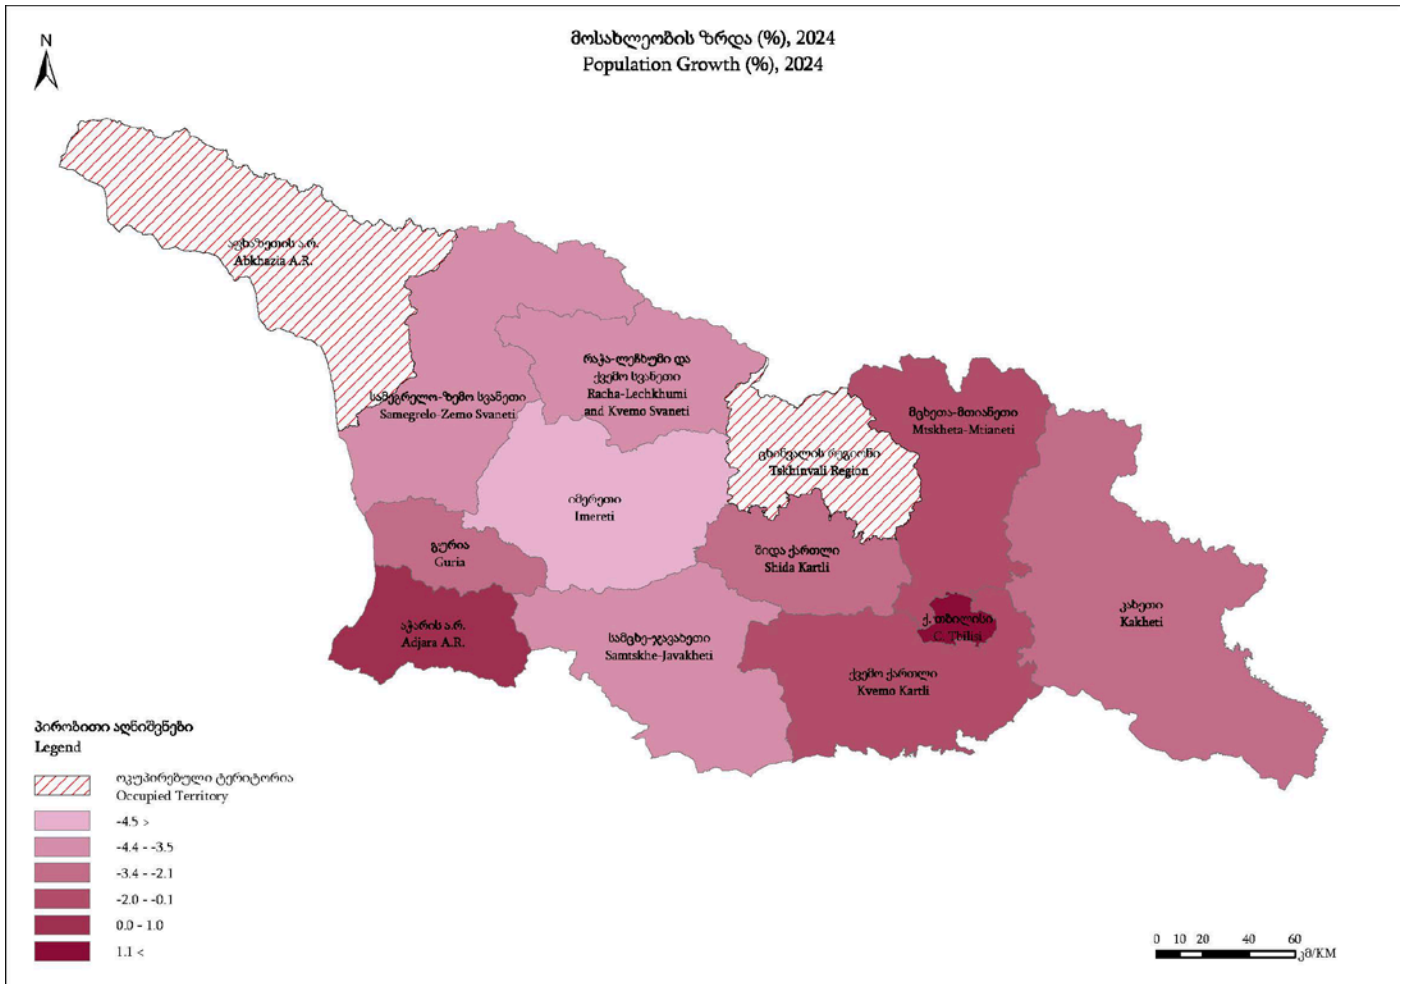 მოსახლეობის ზრდა (%), 2024
Population Growth (%), 2024
N
აფხაზეთის ა.რ.
Abkhazia A.R.
რაჭა-ლეჩხუმი და
ქვემო სვანეთი
Racha-Lechkhumi
and Kvemo Svaneti
სამეგრელო-ზემო სვანეთი
Samegrelo-Zemo Svaneti
მცხეთა-მთიანეთი
Mtskheta-Mtianeti
ცხინვალის რეგიონი
Tskhinvali Region
იმერეთი
Imereti
გურია
Guria
შიდა ქართლი
Shida Kartli
კახეთი
Kakheti
აჭარის ა.რ.
Adjara A.R.
ქ. თბილისი
C. Tbilisi
სამცხე-ჯავახეთი
Samtskhe-Javakheti
ქვემო ქართლი
Kvemo Kartli
პირობითი აღნიშვნები
Legend
ოკუპირებული ტერიტორია
Occupied Territory
-4.5 >
-4.4 - -3.5
-3.4 - -2.1
-2.0 - -0.1
0.0 - 1.0
1.1 <
0 10 20 40 60
კმ/KM